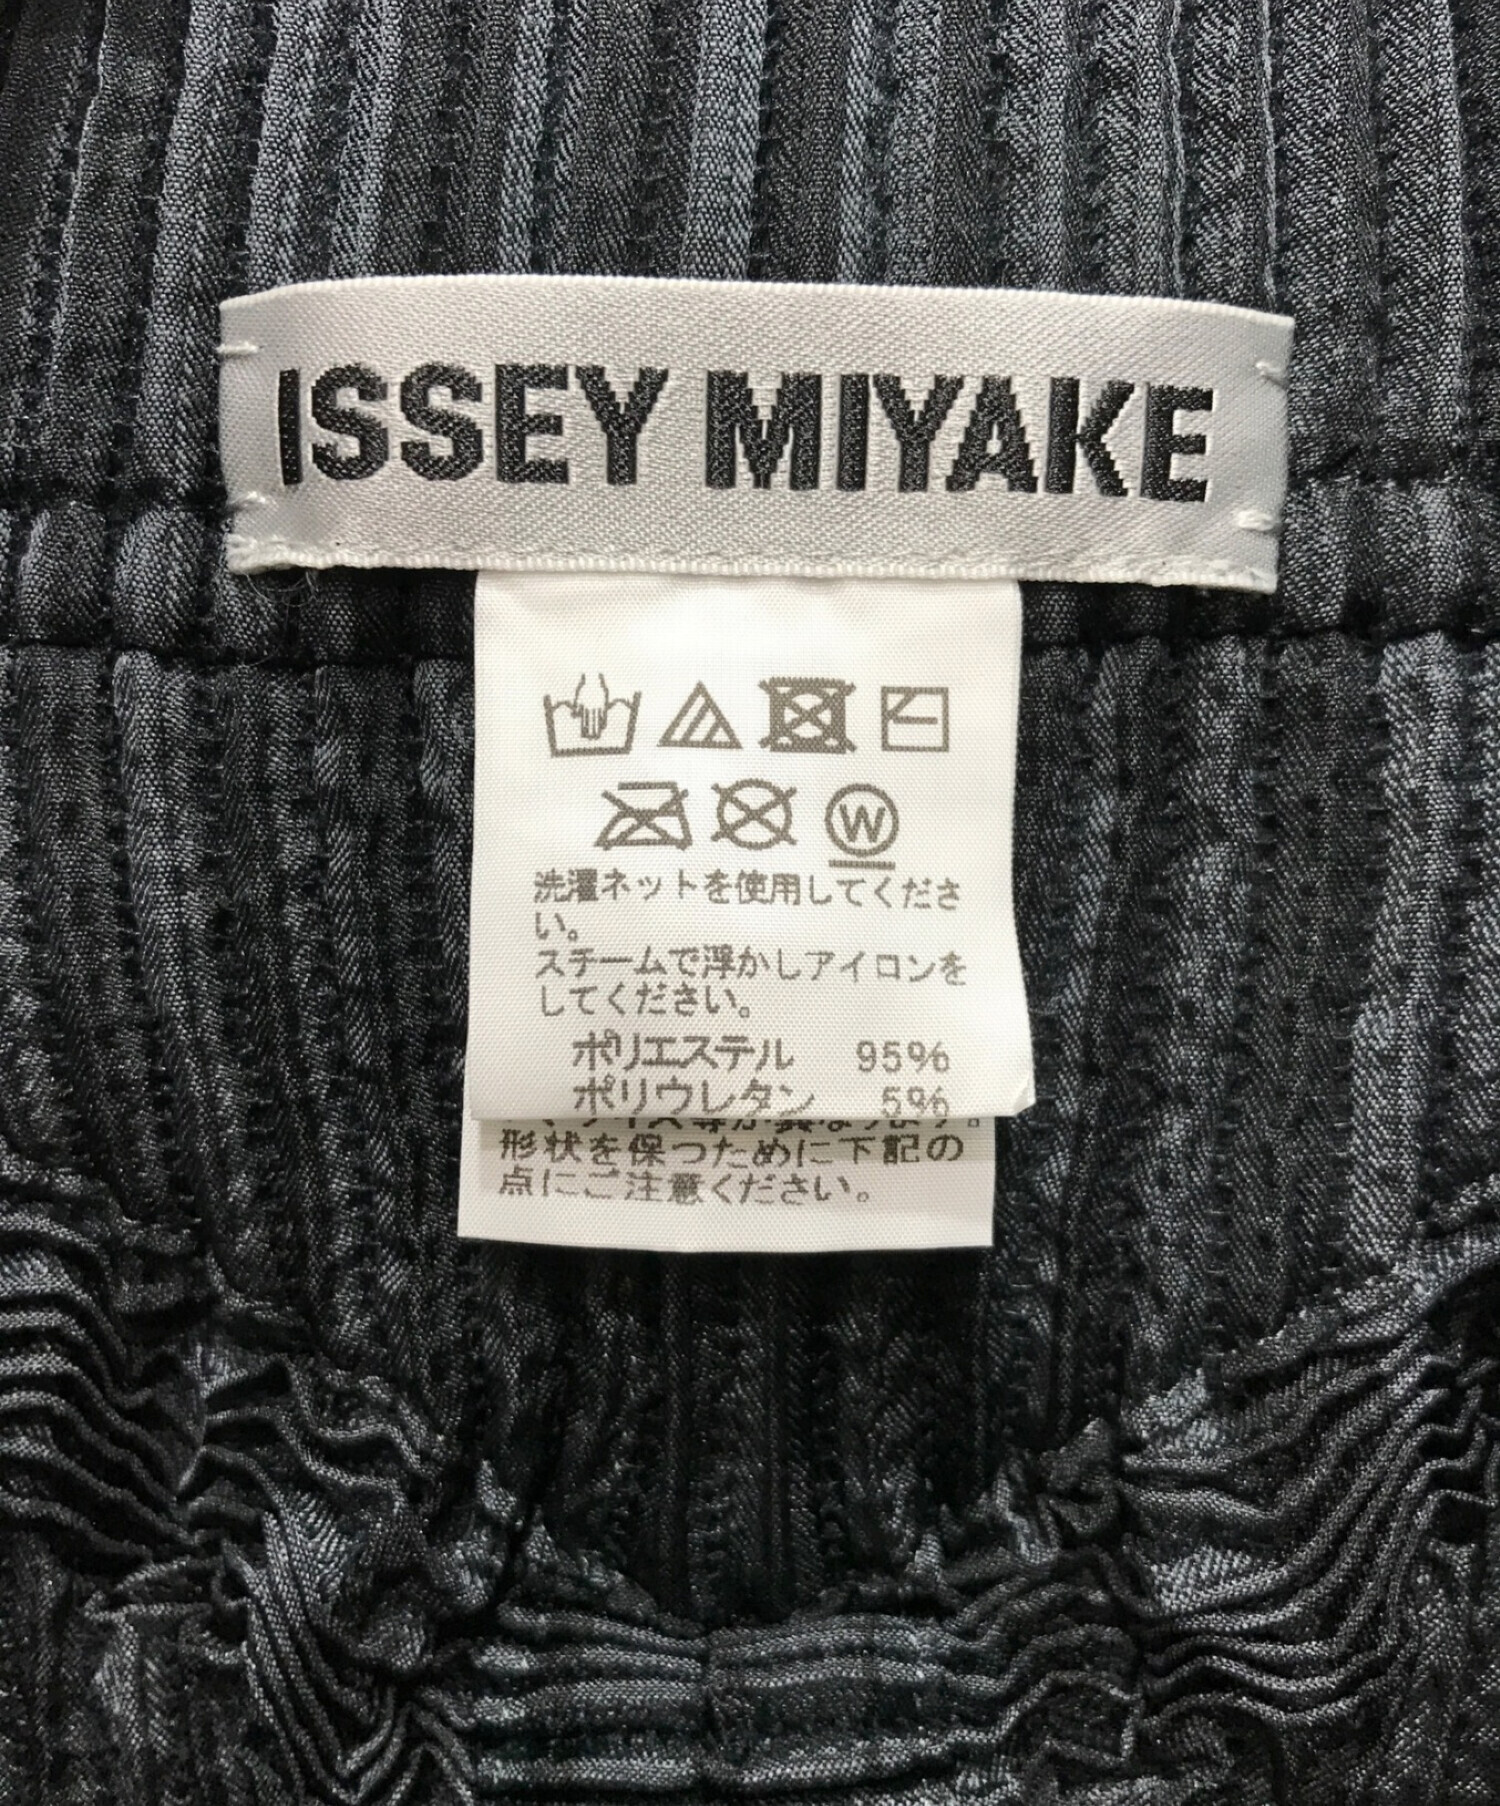 ISSEY MIYAKE
W
洗濯ネットを使用してくださ
い。
スチームで浮かしアイロンを
してください。
ポリエステル 95%
ポリウレタン 5%
形状を保つために下記の
点にご注意ください。